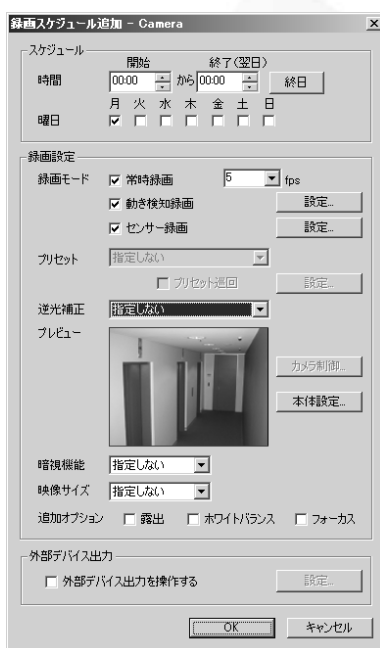 録画スケジュール追加 - Camera
スケジュール
開始 終了(翌日)
時間 00:00 から 00:00 終日
月 火 水 木 金 土 日
曜日
録画設定
録画モード 常時録画 5 fps
動き検知録画 設定...
センサー録画 設定...
プリセット 指定しない
プリセット巡回 設定...
逆光補正 指定しない
プレビュー
カメラ制御...
本体設定...
暗視機能 指定しない
映像サイズ 指定しない
追加オプション 露出 ホワイトバランス フォーカス
外部デバイス出力
外部デバイス出力を操作する 設定...
OK キャンセル